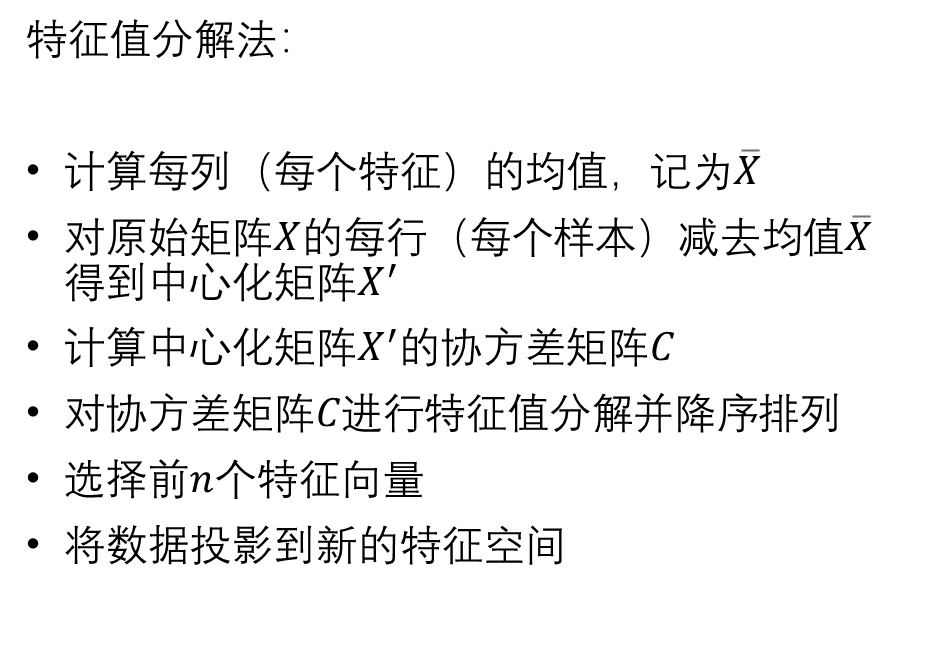 特征值分解法：
• 计算每列（每个特征）的均值，记为X̅
• 对原始矩阵X的每行（每个样本）减去均值X̅
得到中心化矩阵X′
• 计算中心化矩阵X′的协方差矩阵C
• 对协方差矩阵C进行特征值分解并降序排列
• 选择前n个特征向量
• 将数据投影到新的特征空间